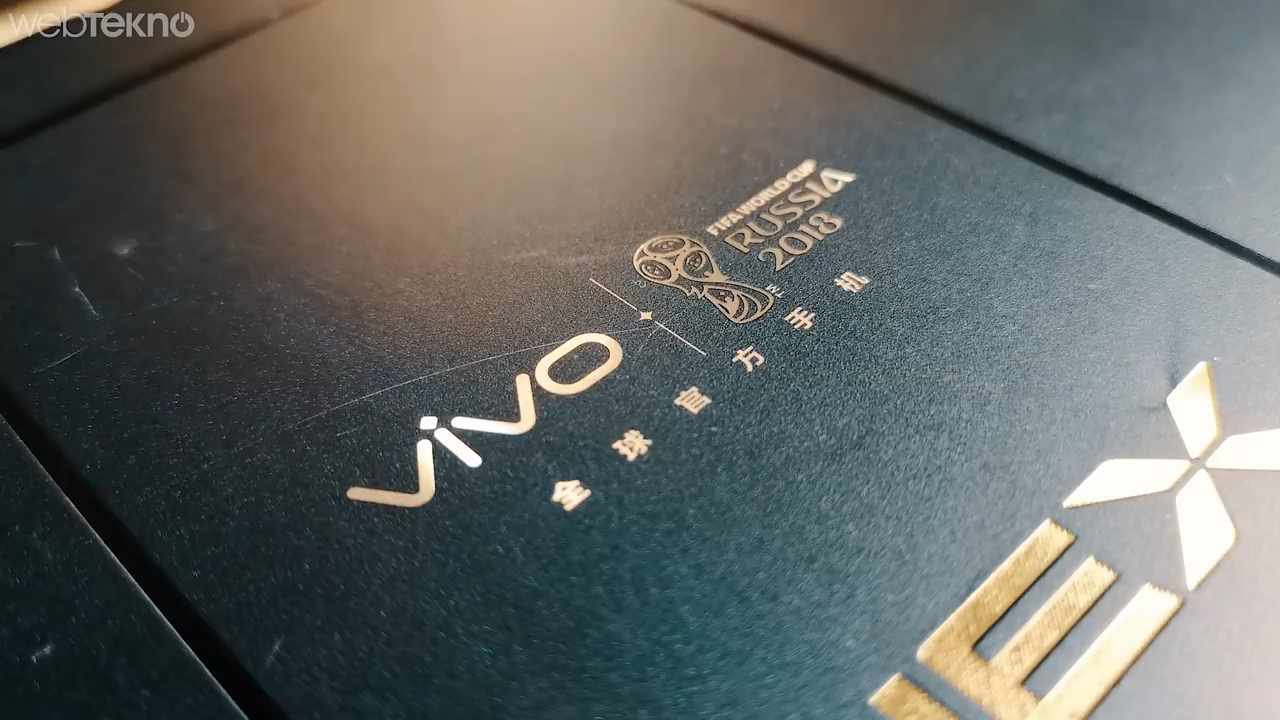 webtekno
FIFA WORLD CUP
RUSSIA
2018
vivo
全球官方手机
EX